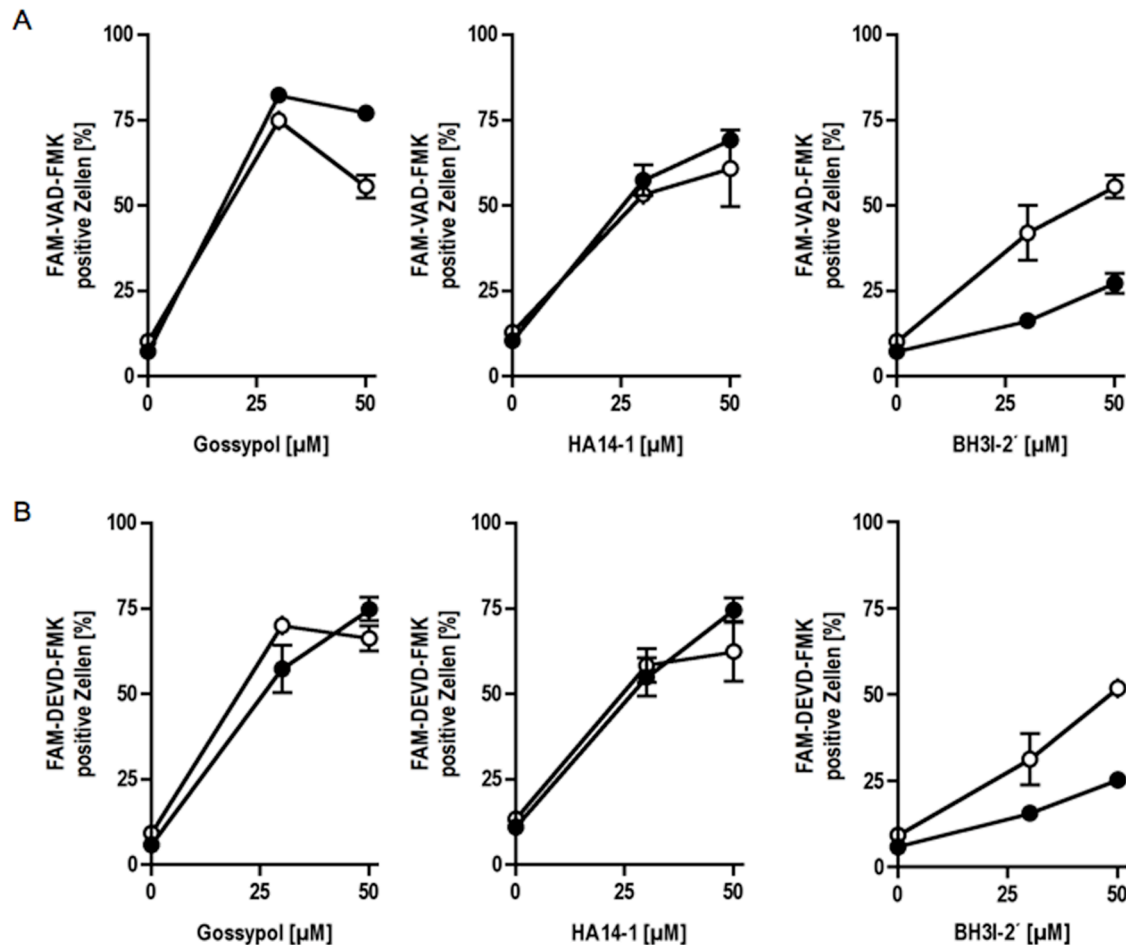 A
FAM-VAD-FMK
positive Zellen [%]
100
75
50
25
0
0 25 50
Gossypol [µM]
FAM-VAD-FMK
positive Zellen [%]
100
75
50
25
0
0 25 50
HA14-1 [µM]
FAM-VAD-FMK
positive Zellen [%]
100
75
50
25
0
0 25 50
BH3I-2´ [µM]
B
FAM-DEVD-FMK
positive Zellen [%]
100
75
50
25
0
0 25 50
Gossypol [µM]
FAM-DEVD-FMK
positive Zellen [%]
100
75
50
25
0
0 25 50
HA14-1 [µM]
FAM-DEVD-FMK
positive Zellen [%]
100
75
50
25
0
0 25 50
BH3I-2´ [µM]